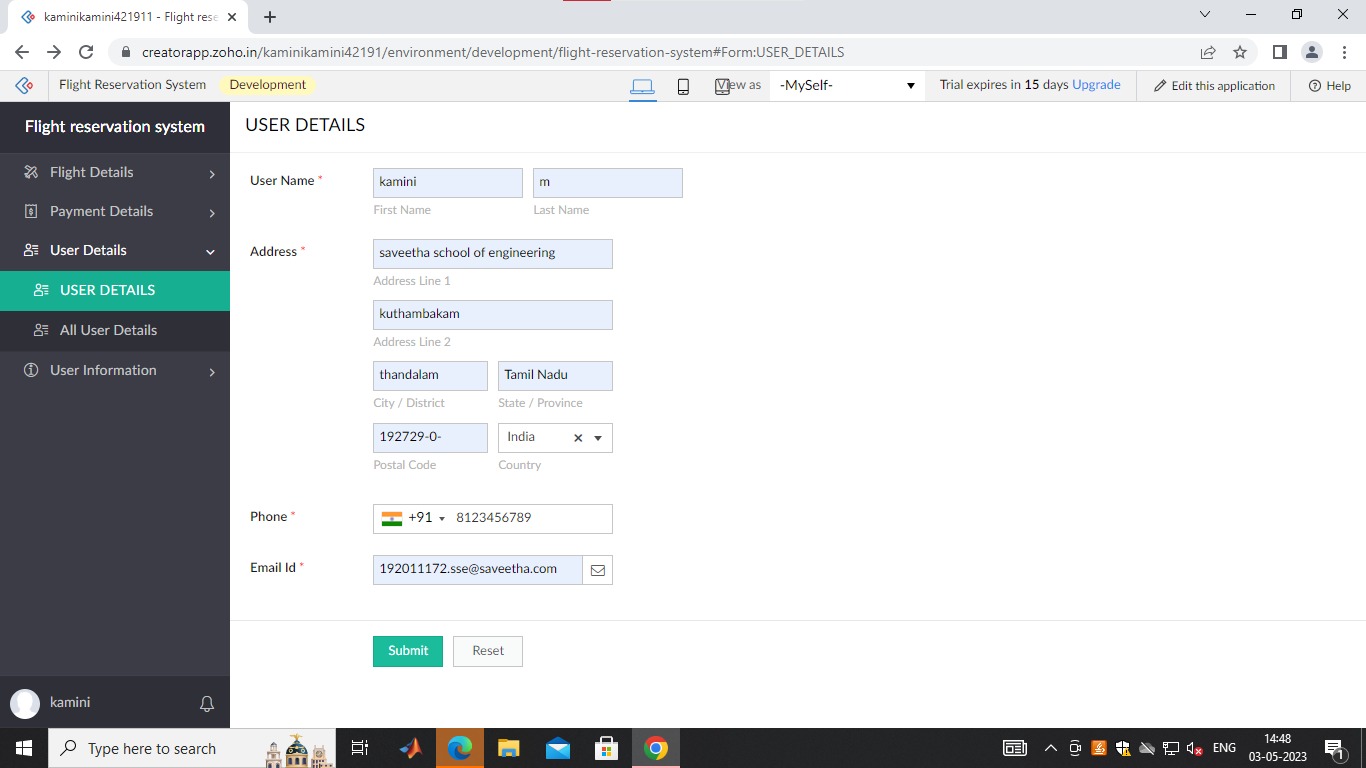 kaminikamini421911 - Flight rese
creatorapp.zoho.in/kaminikamini42191/environment/development/flight-reservation-system#Form:USER_DETAILS
Flight Reservation System Development View as -MySelf- Trial expires in 15 days Upgrade Edit this application Help
Flight reservation system
USER DETAILS
Flight Details
Payment Details
User Details
USER DETAILS
All User Details
User Information
User Name * kamini m
First Name Last Name
Address * saveetha school of engineering
Address Line 1
kuthambakam
Address Line 2
thandalam Tamil Nadu
City / District State / Province
192729-0- India
Postal Code Country
Phone * +91 8123456789
Email Id * 192011172.sse@saveetha.com
Submit Reset
kamini
Type here to search
ENG
14:48
03-05-2023
1